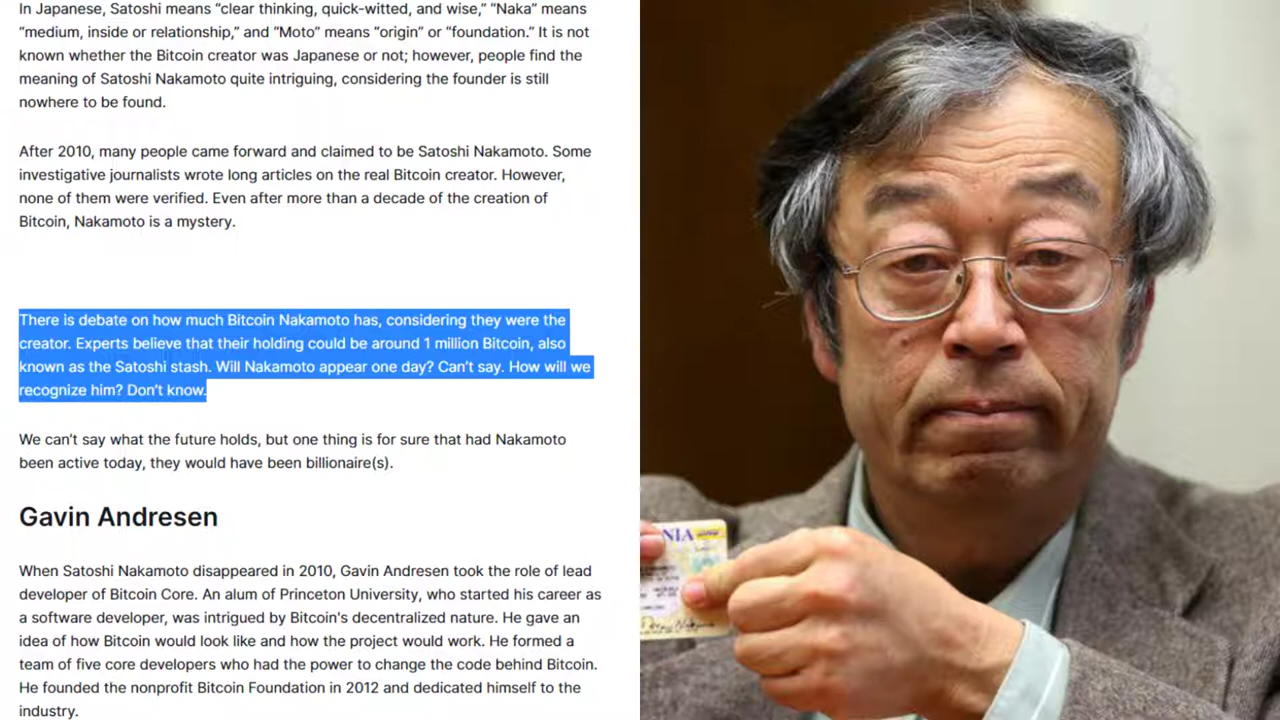 In Japanese, Satoshi means “clear thinking, quick-witted, and wise,” “Naka” means
“medium, inside or relationship,” and “Moto” means “origin” or “foundation.” It is not
known whether the Bitcoin creator was Japanese or not; however, people find the
meaning of Satoshi Nakamoto quite intriguing, considering the founder is still
nowhere to be found.
After 2010, many people came forward and claimed to be Satoshi Nakamoto. Some
investigative journalists wrote long articles on the real Bitcoin creator. However,
none of them were verified. Even after more than a decade of the creation of
Bitcoin, Nakamoto is a mystery.
There is debate on how much Bitcoin Nakamoto has, considering they were the
creator. Experts believe that their holding could be around 1 million Bitcoin, also
known as the Satoshi stash. Will Nakamoto appear one day? Can’t say. How will we
recognize him? Don’t know.
We can’t say what the future holds, but one thing is for sure that had Nakamoto
been active today, they would have been billionaire(s).
Gavin Andresen
When Satoshi Nakamoto disappeared in 2010, Gavin Andresen took the role of lead
developer of Bitcoin Core. An alum of Princeton University, who started his career as
a software developer, was intrigued by Bitcoin's decentralized nature. He gave an
idea of how Bitcoin would look like and how the project would work. He formed a
team of five core developers who had the power to change the code behind Bitcoin.
He founded the nonprofit Bitcoin Foundation in 2012 and dedicated himself to the
industry.
NIA